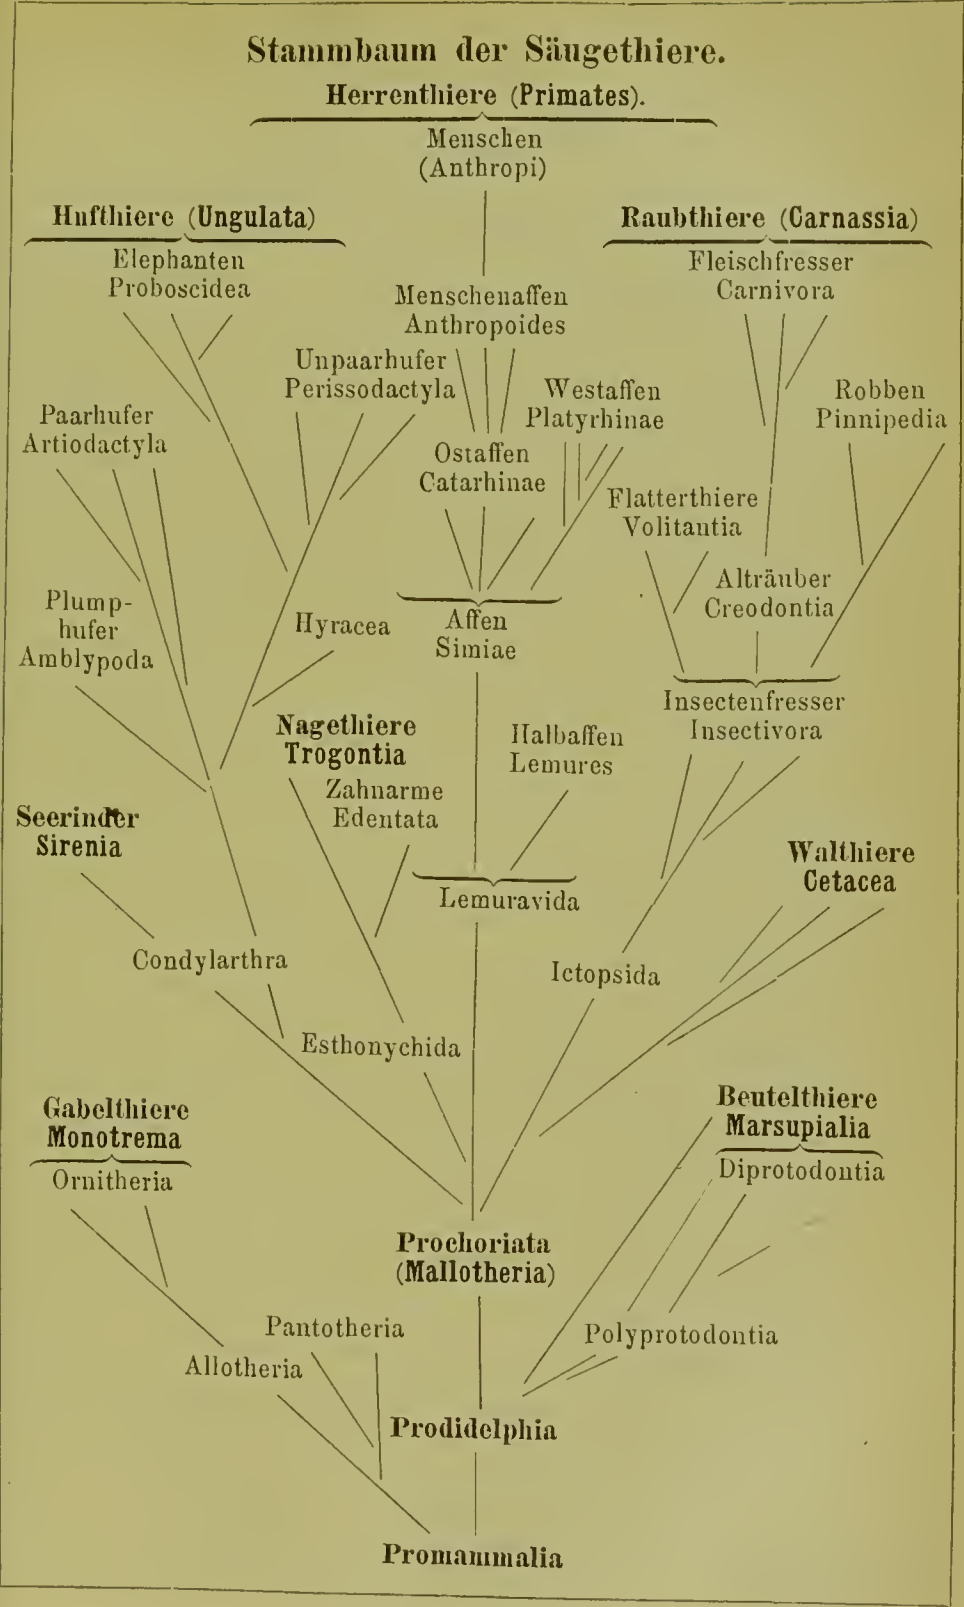 Stammbaum der Säugethiere.
Herrenthiere (Primates).
Menschen
(Anthropi)
Hufthiere (Ungulata)
Raubthiere (Carnassia)
Elephanten
Proboscidea
Fleischfresser
Carnivora
Menschenaffen
Anthropoides
Unpaarhufer
Perissodactyla
Westaffen
Platyrhinae
Robben
Pinnipedia
Paarhufer
Artiodactyla
Ostaffen
Catarhinae
Flatterthiere
Volitantia
Alträuber
Creodontia
Plump-
hufer
Amblypoda
Hyracea
Affen
Simiae
Insectenfresser
Insectivora
Nagethiere
Trogontia
Halbaffen
Lemures
Zahnarme
Edentata
Seerinder
Sirenia
Walthiere
Cetacea
Lemuravida
Condylarthra
Ictopsida
Esthonychida
Gabelthiere
Monotrema
Ornitheria
Beutelthiere
Marsupialia
Diprotodontia
Prochoriata
(Mallotheria)
Pantotheria
Polyprotodontia
Allotheria
Prodidelphia
Promammalia